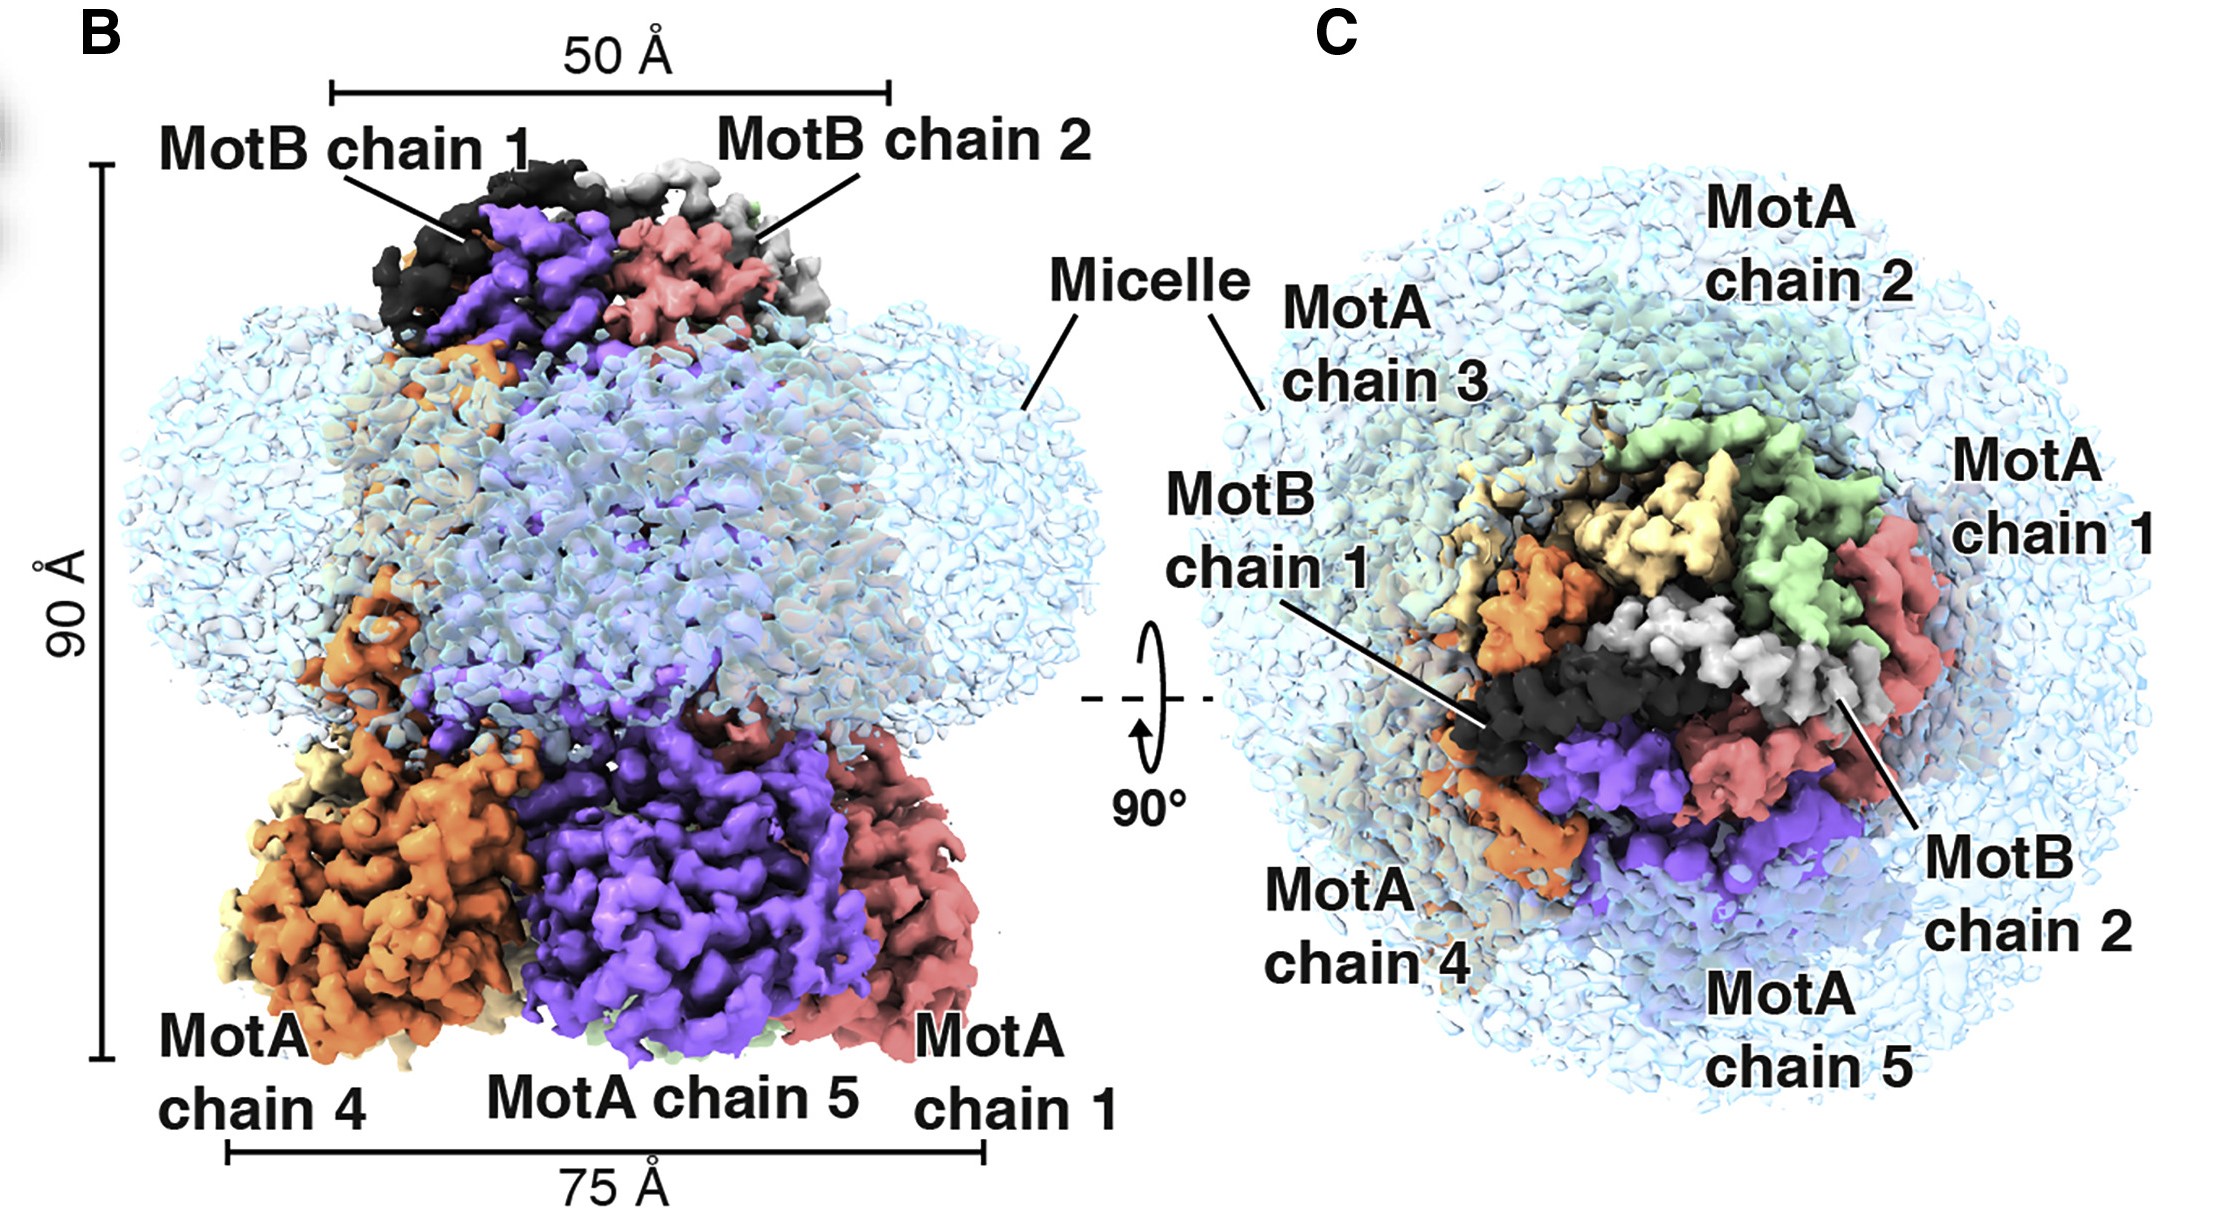 B
50 Å
MotB chain 1
MotB chain 2
90 Å
Micelle
MotA
chain 4
MotA chain 5
MotA
chain 1
75 Å
90°
C
MotA
chain 2
MotA
chain 3
MotA
chain 1
MotB
chain 1
MotB
chain 2
MotA
chain 4
MotA
chain 5